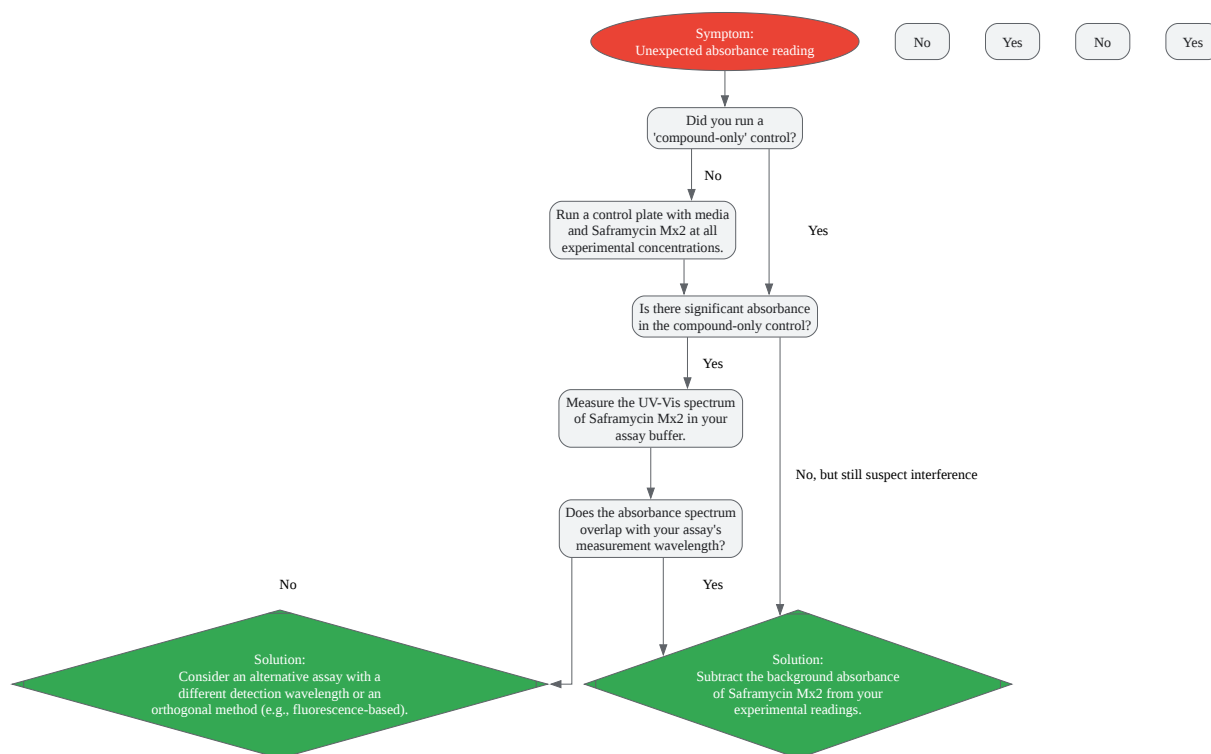 Symptom:
Unexpected absorbance reading
No
Yes
No
Yes
Did you run a
'compound-only' control?
No
Run a control plate with media
and Saframycin Mx2 at all
experimental concentrations.
Yes
Is there significant absorbance
in the compound-only control?
Yes
Measure the UV-Vis spectrum
of Saframycin Mx2 in your
assay buffer.
No, but still suspect interference
Does the absorbance spectrum
overlap with your assay's
measurement wavelength?
No
Yes
Solution:
Consider an alternative assay with a
different detection wavelength or an
orthogonal method (e.g., fluorescence-based).
Solution:
Subtract the background absorbance
of Saframycin Mx2 from your
experimental readings.